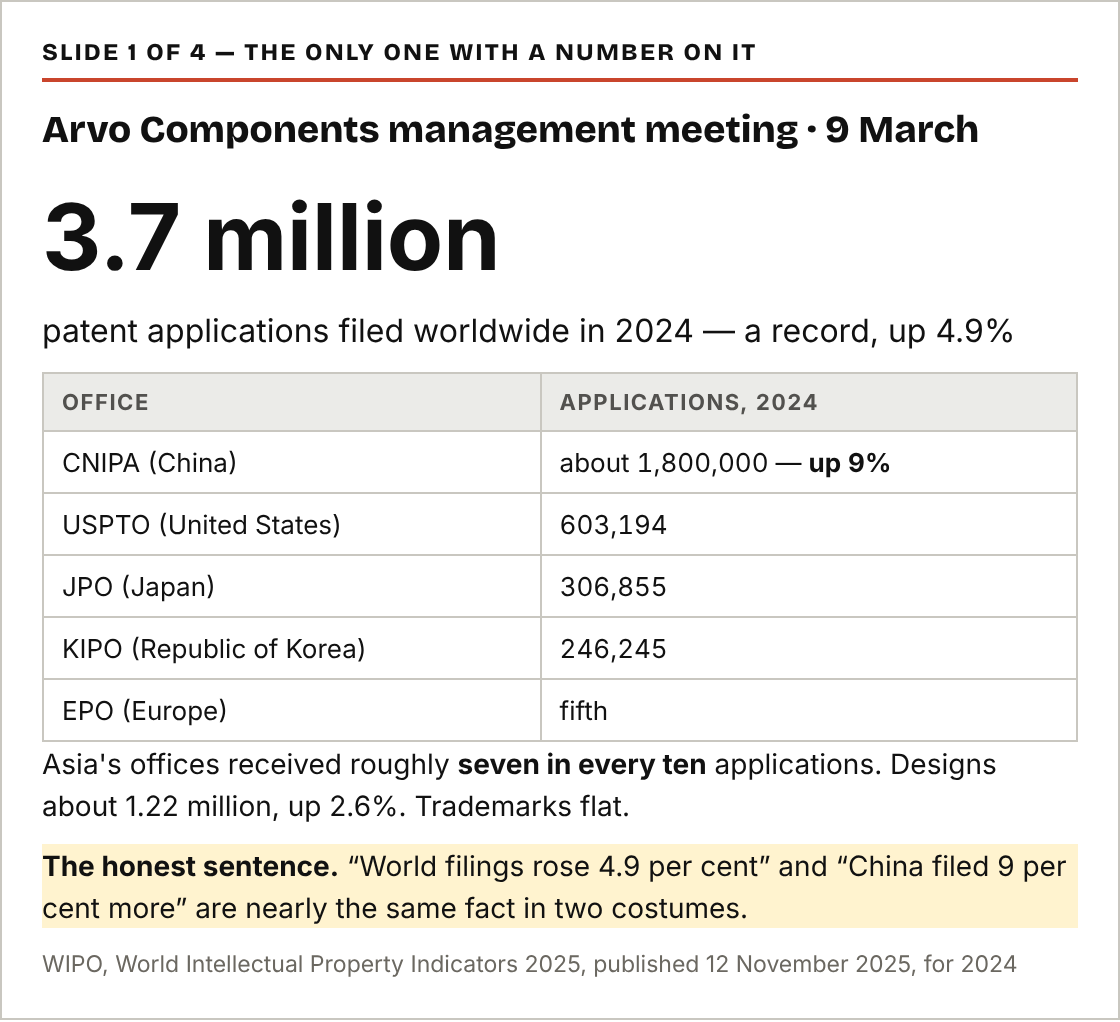 SLIDE 1 OF 4 — THE ONLY ONE WITH A NUMBER ON IT
Arvo Components management meeting · 9 March
3.7 million
patent applications filed worldwide in 2024 — a record, up 4.9%
OFFICE APPLICATIONS, 2024
CNIPA (China) about 1,800,000 — up 9%
USPTO (United States) 603,194
JPO (Japan) 306,855
KIPO (Republic of Korea) 246,245
EPO (Europe) fifth
Asia's offices received roughly seven in every ten applications. Designs
about 1.22 million, up 2.6%. Trademarks flat.
The honest sentence. “World filings rose 4.9 per cent” and “China filed 9 per
cent more” are nearly the same fact in two costumes.
WIPO, World Intellectual Property Indicators 2025, published 12 November 2025, for 2024